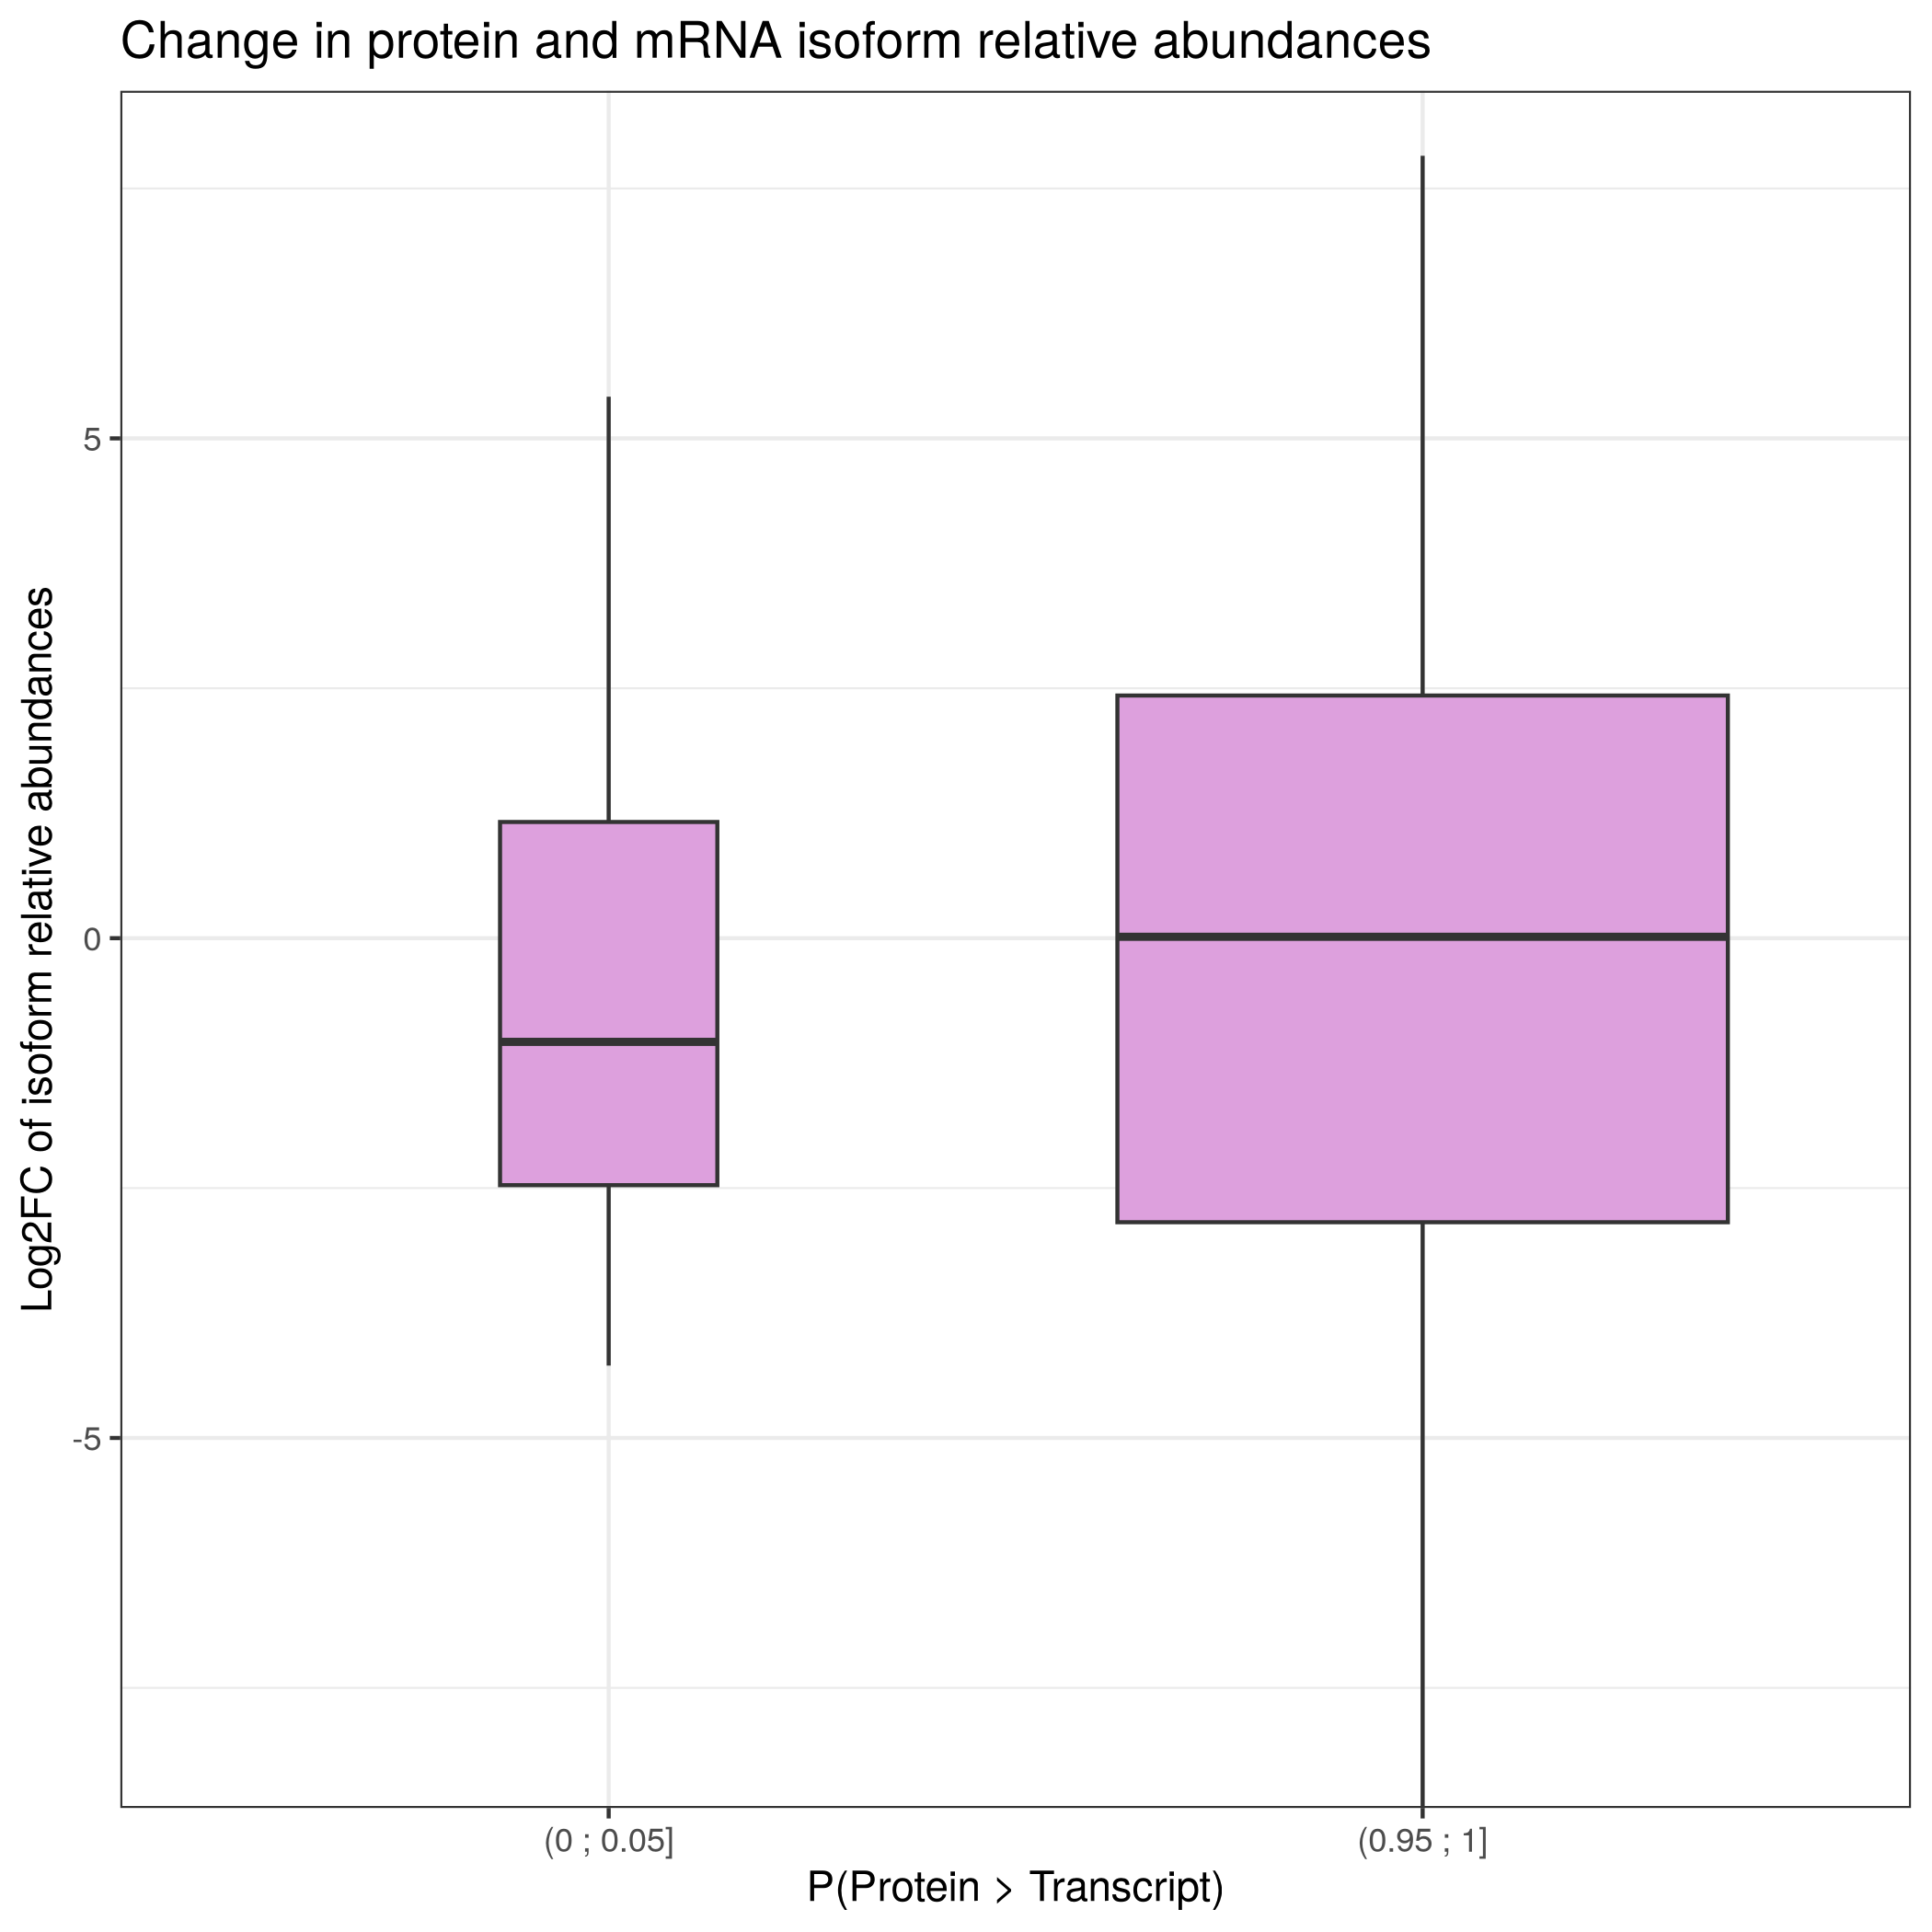 Change in protein and mRNA isoform relative abundances
Log2FC of isoform relative abundances
5
0
-5
(0 ; 0.05]
(0.95 ; 1]
P(Protein > Transcript)